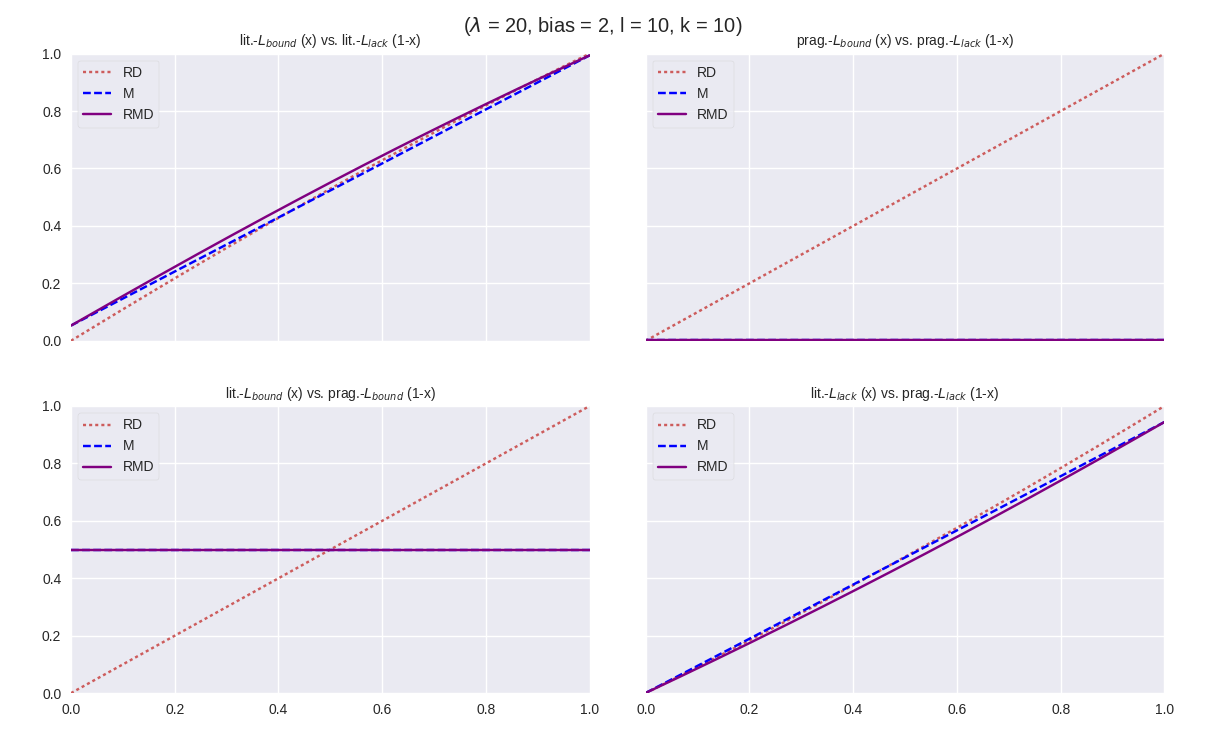 (λ = 20, bias = 2, l = 10, k = 10)
lit.-L_bound (x) vs. lit.-L_lack (1-x)
prag.-L_bound (x) vs. prag.-L_lack (1-x)
1.0
0.8
0.6
0.4
0.2
0.0
RD
M
RMD
RD
M
RMD
lit.-L_bound (x) vs. prag.-L_bound (1-x)
lit.-L_lack (x) vs. prag.-L_lack (1-x)
1.0
0.8
0.6
0.4
0.2
0.0
RD
M
RMD
RD
M
RMD
0.0 0.2 0.4 0.6 0.8 1.0
0.0 0.2 0.4 0.6 0.8 1.0